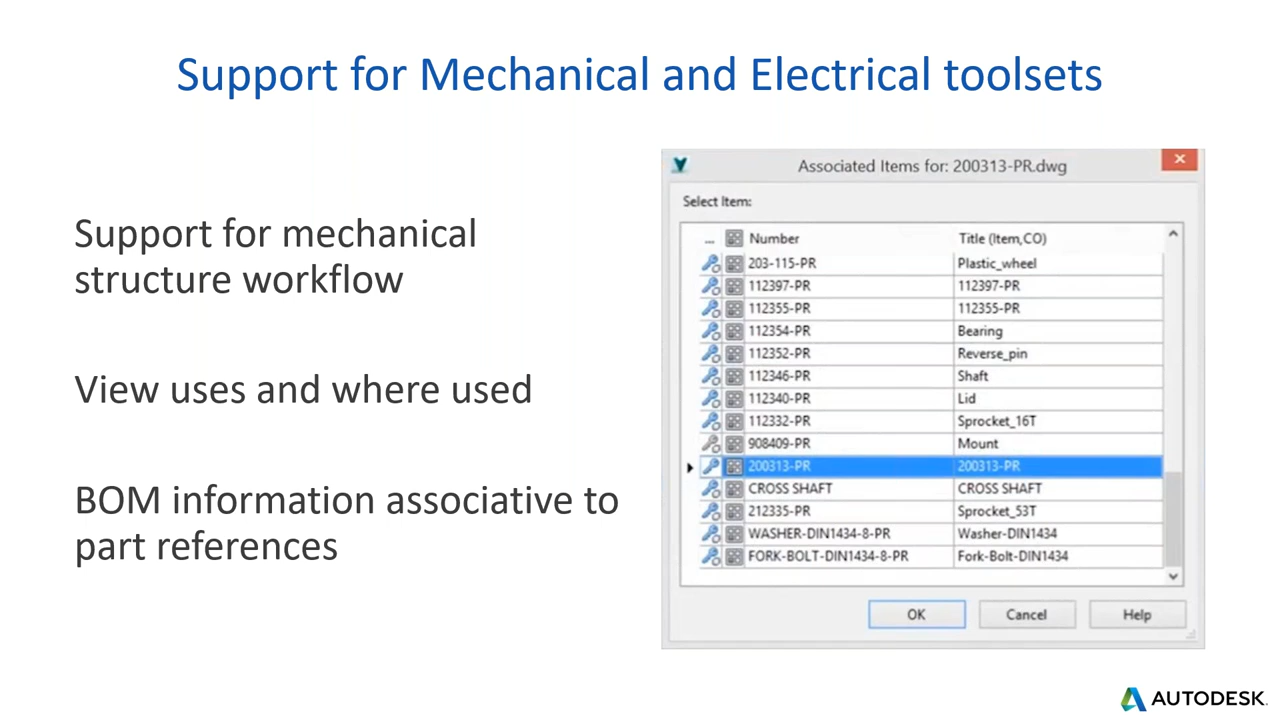 Support for Mechanical and Electrical toolsets
Support for mechanical
structure workflow
View uses and where used
BOM information associative to
part references
Associated Items for: 200313-PR.dwg
Select Item:
... Number Title (Item,CO)
203-115-PR Plastic_wheel
112397-PR 112397-PR
112355-PR 112355-PR
112354-PR Bearing
112352-PR Reverse_pin
112346-PR Shaft
112340-PR Lid
112332-PR Sprocket_16T
908409-PR Mount
200313-PR 200313-PR
CROSS SHAFT CROSS SHAFT
212335-PR Sprocket_53T
WASHER-DIN1434-8-PR Washer-DIN1434
FORK-BOLT-DIN1434-8-PR Fork-Bolt-DIN1434
OK Cancel Help
AUTODESK.